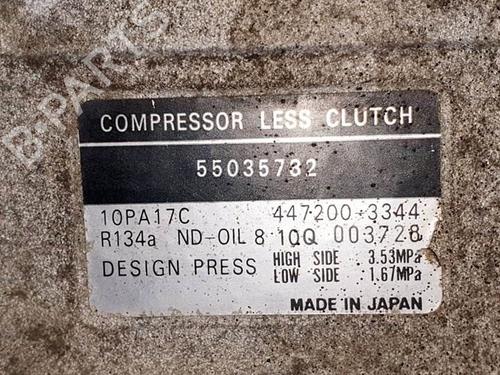 B-PARTS
COMPRESSOR LESS CLUTCH
55035732
10PA17C 447200-3344
R134a ND-OIL 8 10Q 003728
DESIGN PRESS HIGH SIDE : 3.53MPa
LOW SIDE : 1.67MPa
MADE IN JAPAN